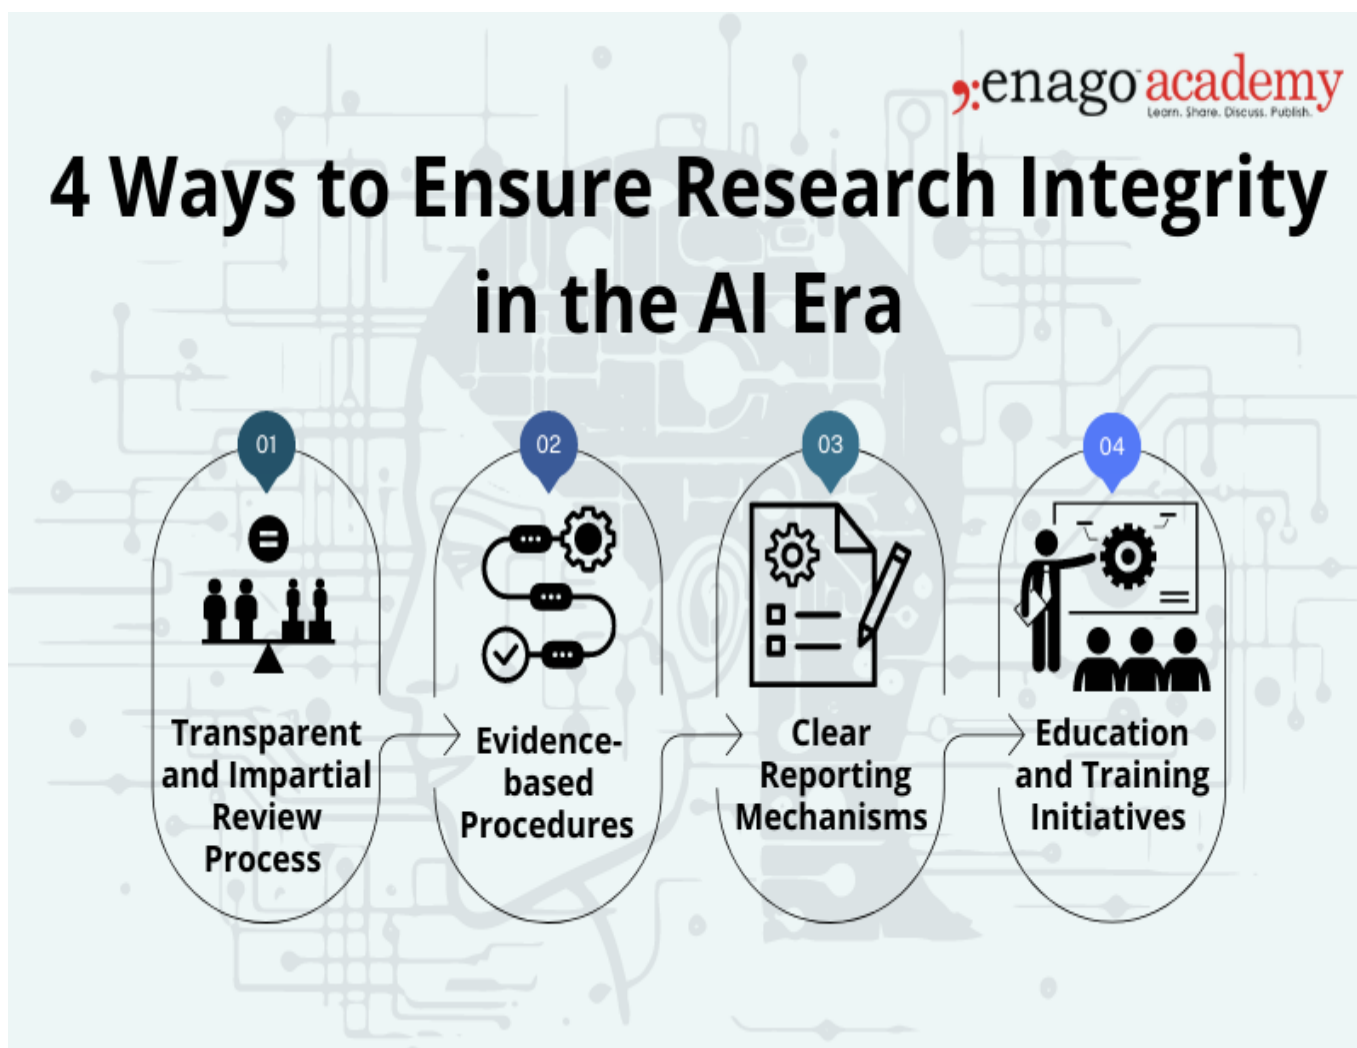 enago academy
Learn. Share. Discuss. Publish.
4 Ways to Ensure Research Integrity
in the AI Era
01
02
03
04
Transparent
and Impartial
Review
Process
Evidence-
based
Procedures
Clear
Reporting
Mechanisms
Education
and Training
Initiatives